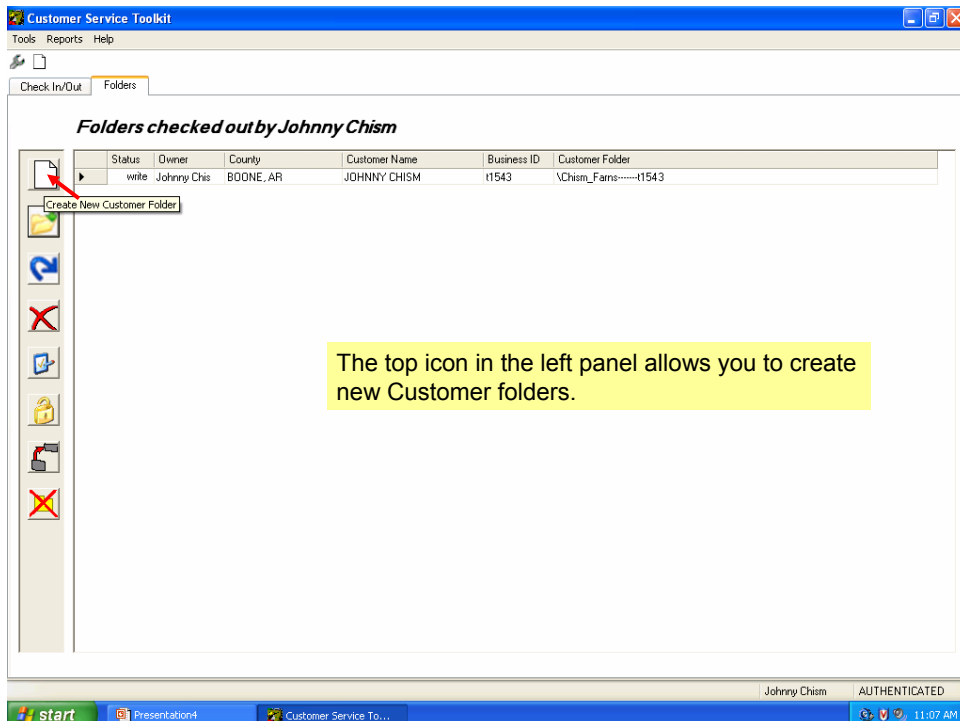 Customer Service Toolkit
Tools Reports Help
Check In/Out Folders
Folders checked out by Johnny Chism
Status Owner County Customer Name Business ID Customer Folder
write Johnny Chis BOONE, AR JOHNNY CHISM t1543 \Chism_Farns-------t1543
Create New Customer Folder
The top icon in the left panel allows you to create
new Customer folders.
Johnny Chism AUTHENTICATED
start Presentation4 Customer Service To... 11:07 AM